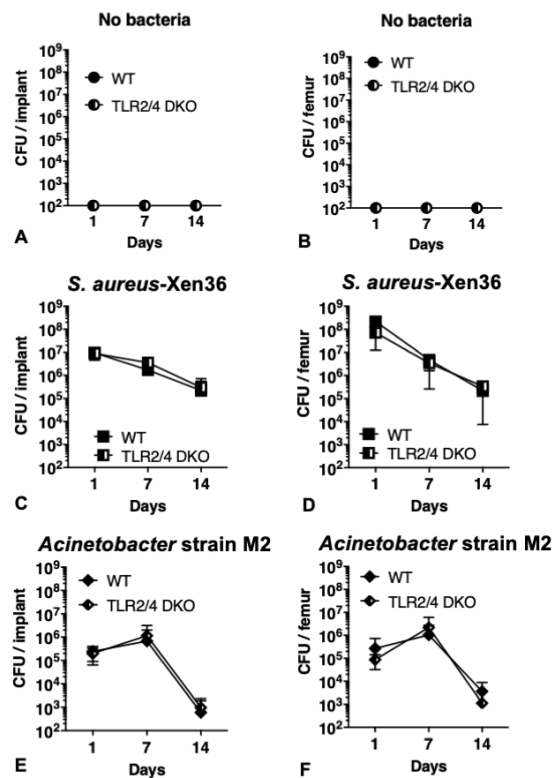 No bacteria
CFU / implant
10⁹
10⁸
10⁷
10⁶
10⁵
10⁴
10³
10²
WT
TLR2/4 DKO
1 7 14
Days
A
No bacteria
CFU / femur
10⁹
10⁸
10⁷
10⁶
10⁵
10⁴
10³
10²
WT
TLR2/4 DKO
1 7 14
Days
B
S. aureus-Xen36
CFU / implant
10⁹
10⁸
10⁷
10⁶
10⁵
10⁴
10³
10²
WT
TLR2/4 DKO
1 7 14
Days
C
S. aureus-Xen36
CFU / femur
10⁹
10⁸
10⁷
10⁶
10⁵
10⁴
10³
10²
WT
TLR2/4 DKO
1 7 14
Days
D
Acinetobacter strain M2
CFU / implant
10⁹
10⁸
10⁷
10⁶
10⁵
10⁴
10³
10²
WT
TLR2/4 DKO
1 7 14
Days
E
Acinetobacter strain M2
CFU / femur
10⁹
10⁸
10⁷
10⁶
10⁵
10⁴
10³
10²
WT
TLR2/4 DKO
1 7 14
Days
F